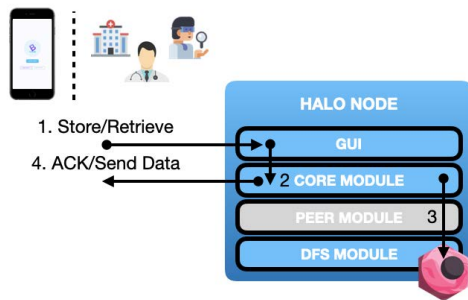 HALO NODE
1. Store/Retrieve
GUI
4. ACK/Send Data
2 CORE MODULE
PEER MODULE 3
DFS MODULE